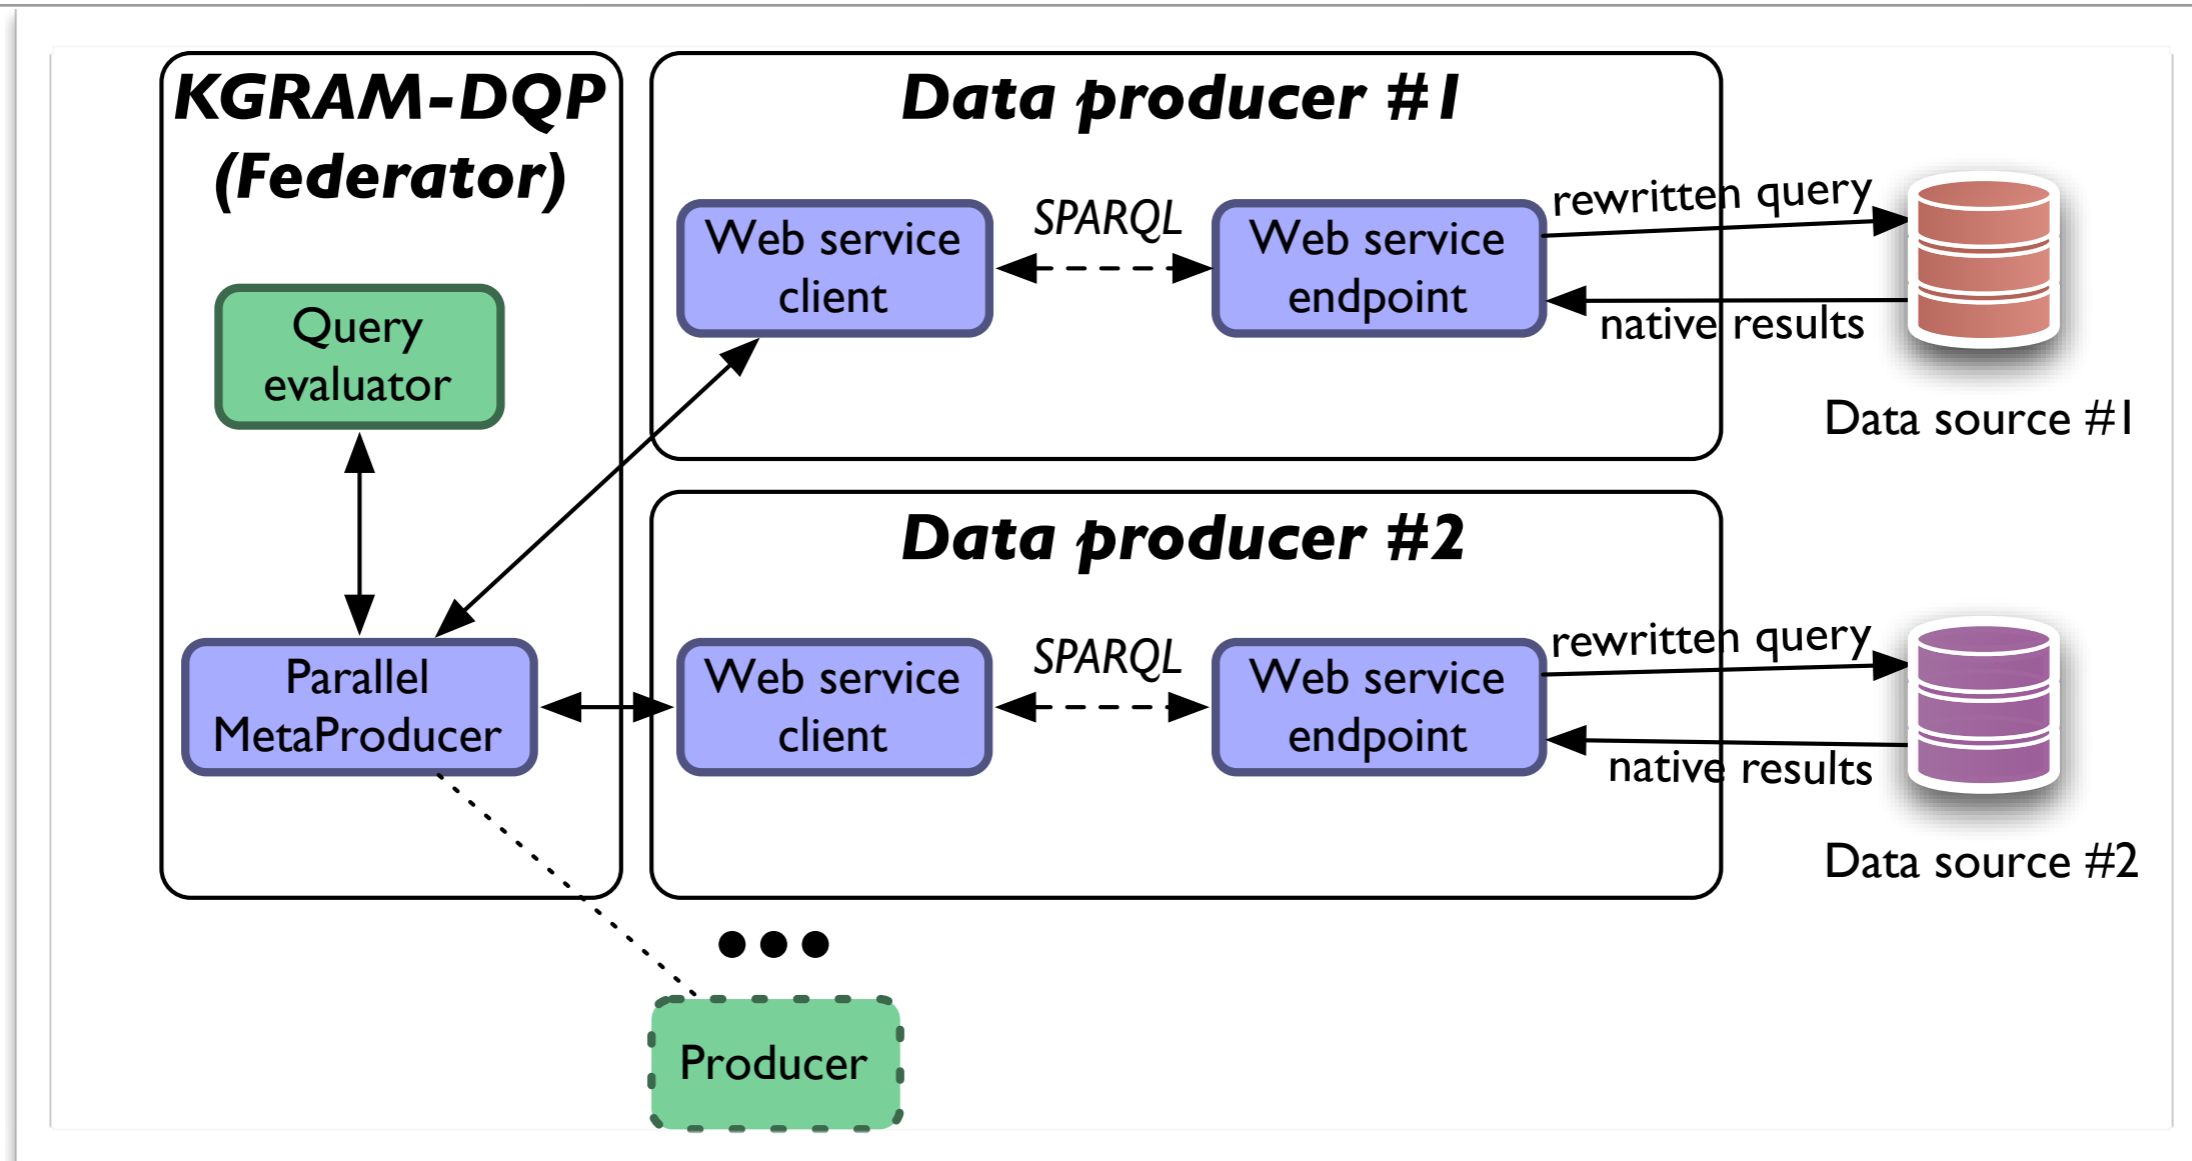 KGRAM-DQP
(Federator)
Query
evaluator
Parallel
MetaProducer
Data producer #1
Web service
client
SPARQL
Web service
endpoint
rewritten query
native results
Data source #1
Data producer #2
Web service
client
SPARQL
Web service
endpoint
rewritten query
native results
Data source #2
•••
Producer